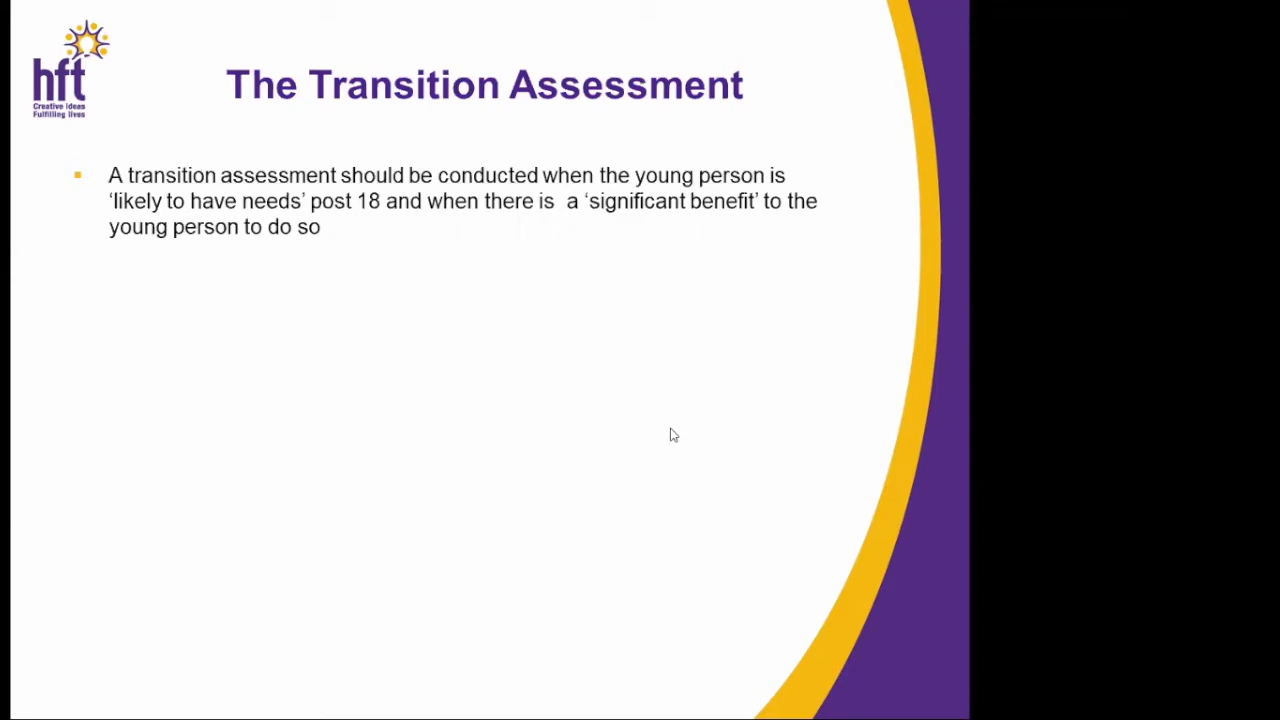 hft
Creative ideas
Fulfilling lives
The Transition Assessment
A transition assessment should be conducted when the young person is
‘likely to have needs’ post 18 and when there is  a ‘significant benefit’ to the
young person to do so